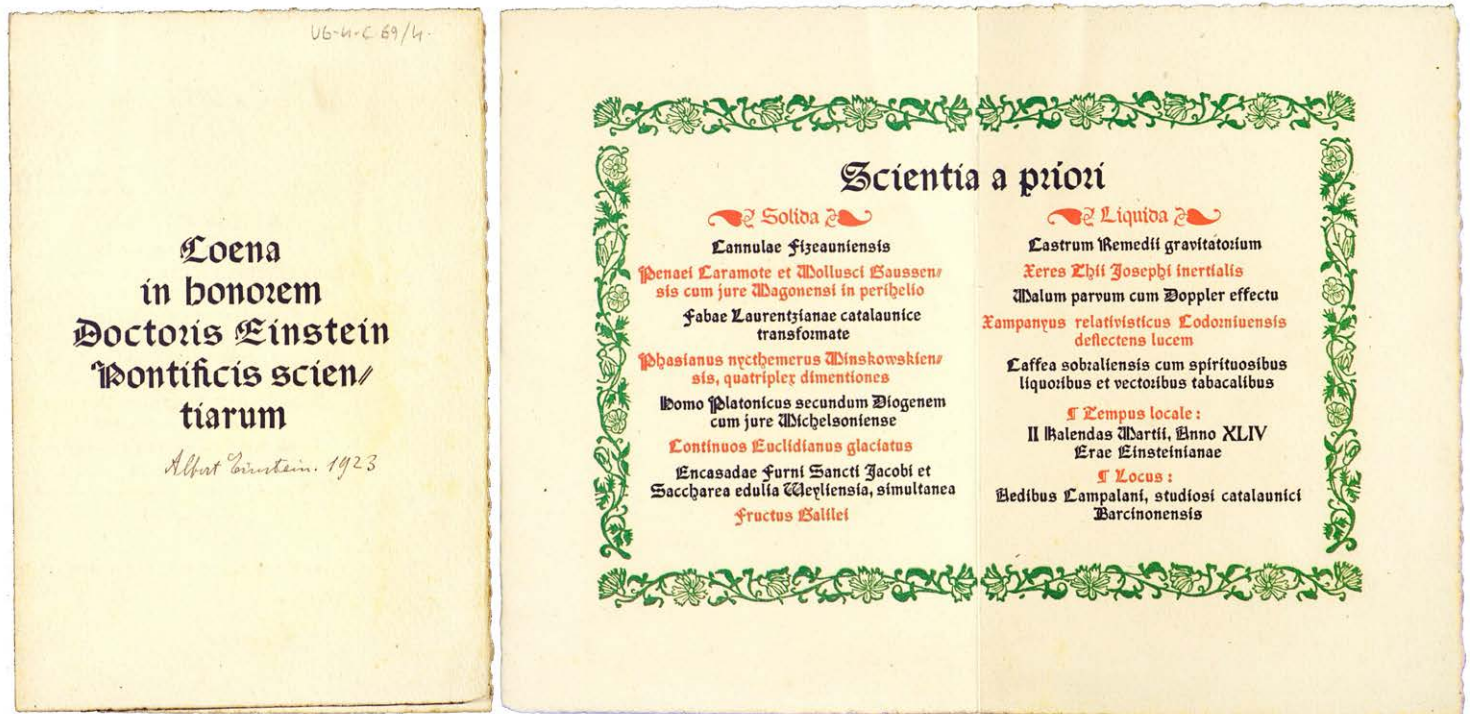 U6-4-C 69/4.
Coena
in honorem
Doctoris Einstein
Pontificis scien⸗
tiarum
Albert Einstein. 1923
Scientia a priori
Solida
Cannulae Fizeauniensis
Penaei Caramote et Mollusci Gaussen⸗
sis cum jure Magonensi in perihelio
Fabae Laurentzianae catalaunice
transformate
Phasianus nycthemerus Minskowskien⸗
sis, quatriplex dimentiones
Homo Platonicus secundum Diogenem
cum jure Michelsoniense
Continuos Euclidianus glaciatus
Encasadae Furni Sancti Jacobi et
Saccharea edulia Weyliensia, simultanea
Fructus Galilei
Liquida
Castrum Remedii gravitatorium
Xeres Thii Josephi inertialis
Malum parvum cum Doppler effectu
Xampanyus relativisticus Codorniuensis
deflectens lucem
Caffea sobraliensis cum spirituosibus
liquoribus et vectoribus tabacalibus
¶ Tempus locale:
II Kalendas Martii, Anno XLIV
Erae Einsteinianae
¶ Locus:
Aedibus Campalani, studiosi catalaunici
Barcinonensis